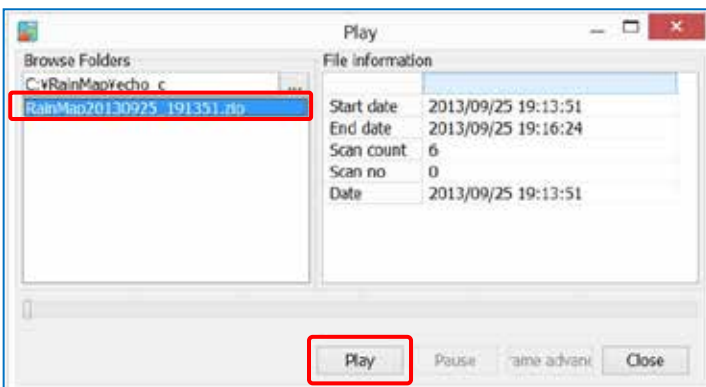 Play
Browse Folders
C:¥RainMap¥echo_c ...
RainMap20130925_191351.zip
File information
Start date 2013/09/25 19:13:51
End date 2013/09/25 19:16:24
Scan count 6
Scan no 0
Date 2013/09/25 19:13:51
Play Pause rame advanc Close